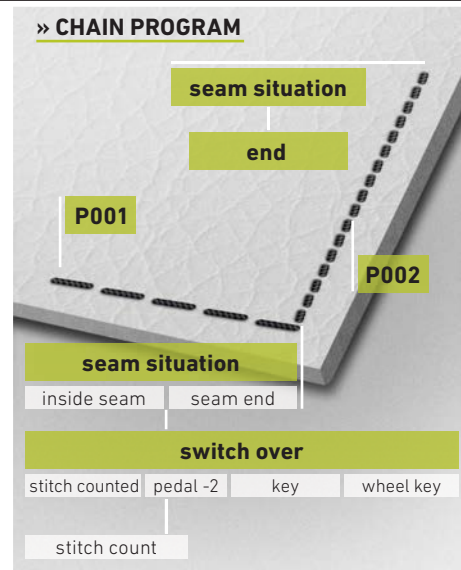 » CHAIN PROGRAM
seam situation
end
P001
P002
seam situation
inside seam seam end
switch over
stitch counted pedal -2 key wheel key
stitch count